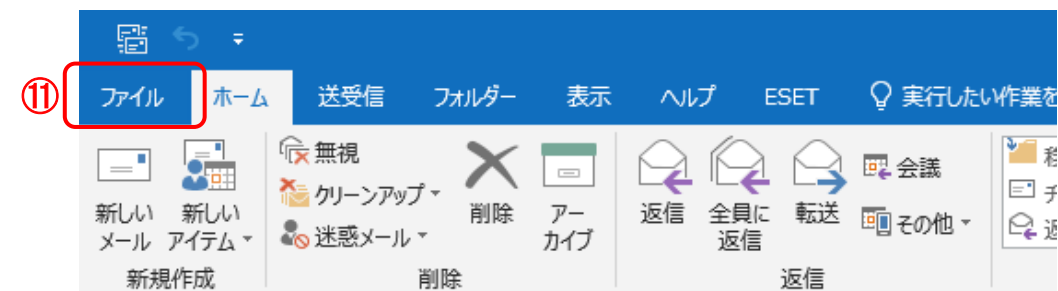 ⑪
ファイル ホーム 送受信 フォルダー 表示 ヘルプ ESET 実行したい作業を
無視
クリーンアップ
迷惑メール
新しい
メール
新しい
アイテム
削除
アー
カイブ
返信
全員に
返信
転送
会議
その他
新規作成 削除 返信